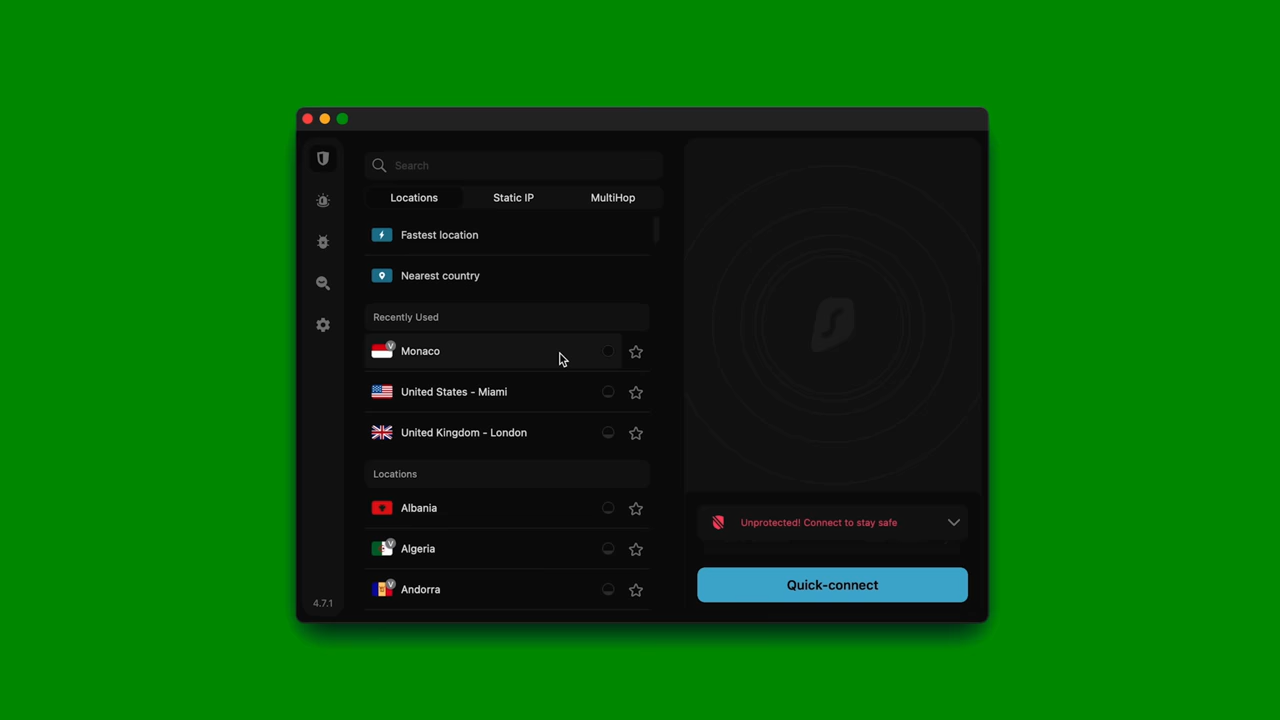 Search
Locations
Static IP
MultiHop
Fastest location
Nearest country
Recently Used
V
Monaco
United States - Miami
United Kingdom - London
Locations
Albania
V
Algeria
V
Andorra
4.7.1
Unprotected! Connect to stay safe
Quick-connect